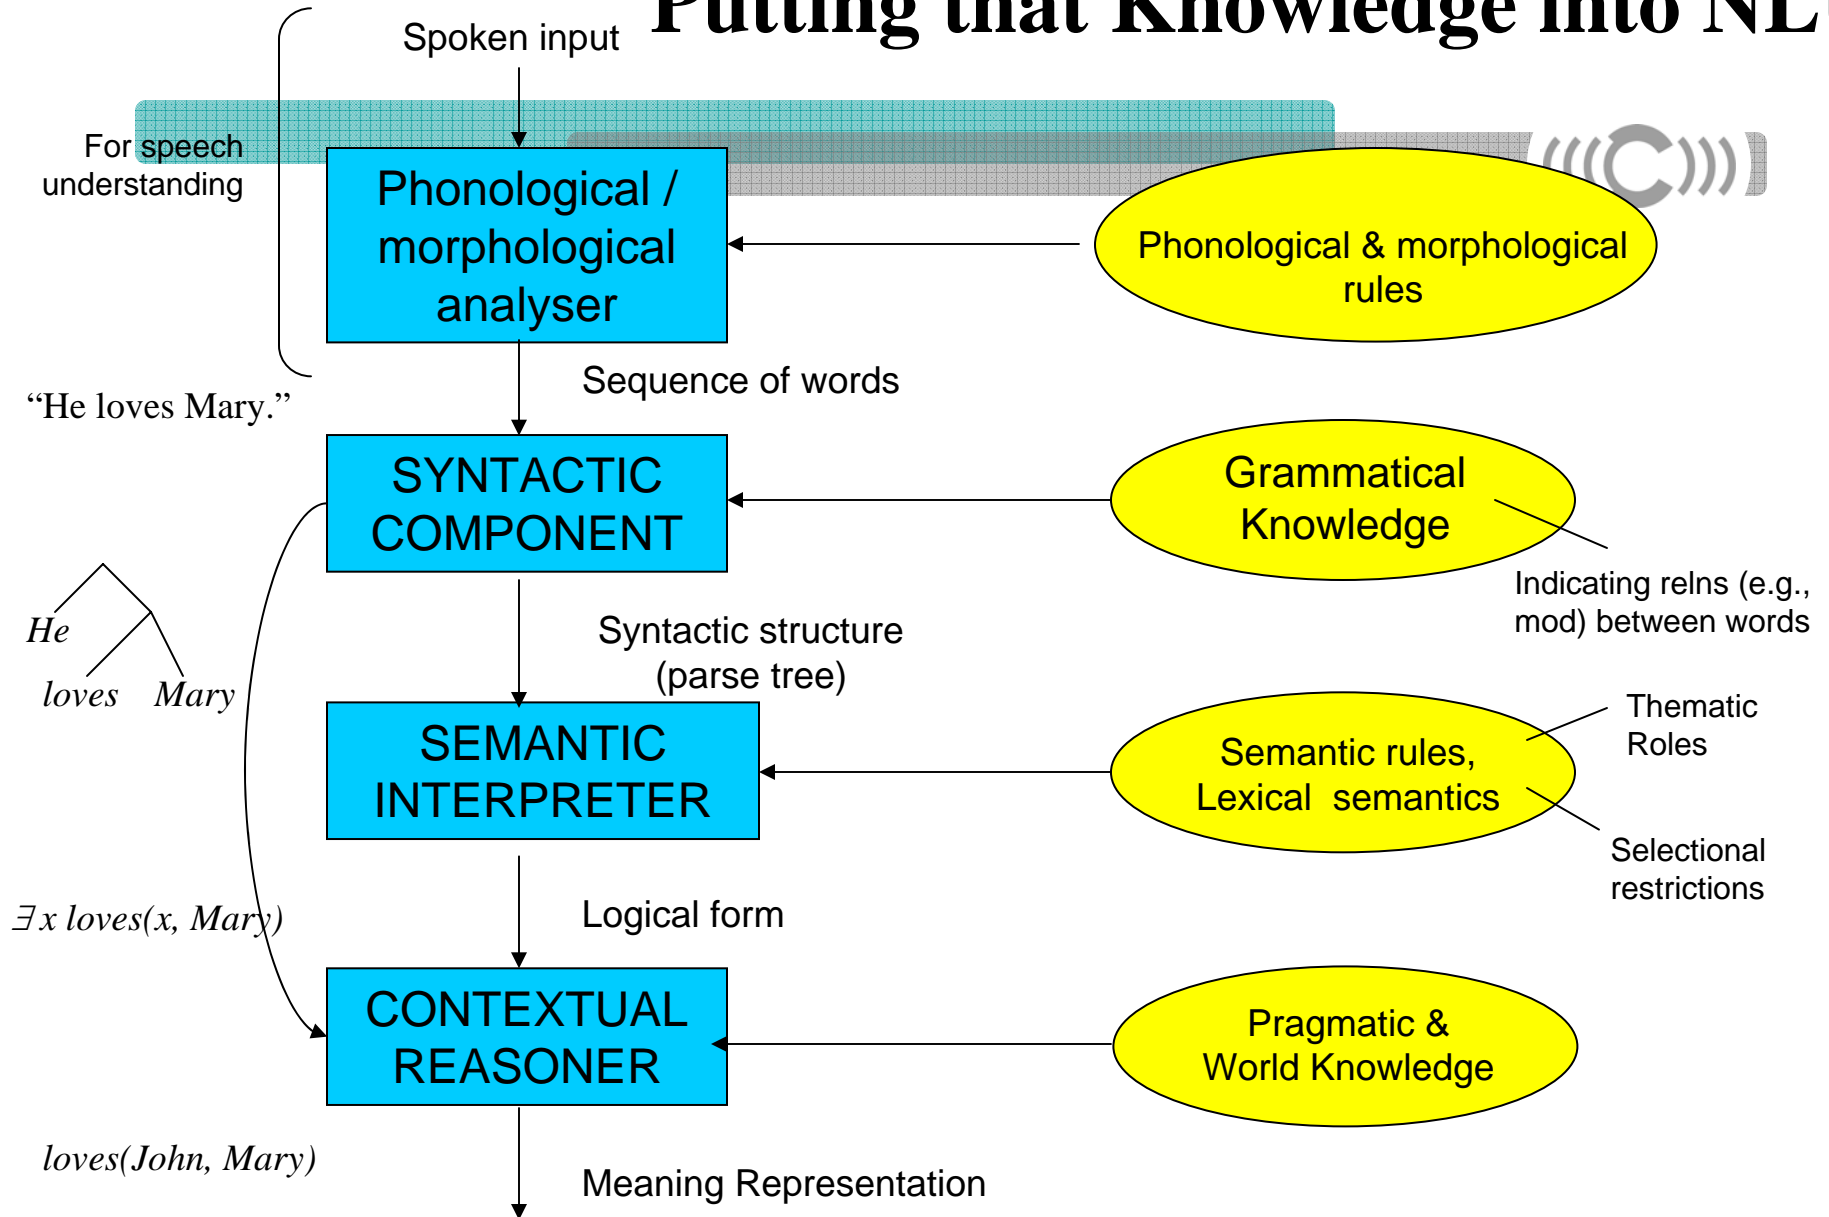 Putting that Knowledge into NL
Spoken input
For speech
understanding
Phonological /
morphological
analyser
(((C)))
Phonological & morphological
rules
Sequence of words
“He loves Mary.”
SYNTACTIC
COMPONENT
Grammatical
Knowledge
Indicating relns (e.g.,
mod) between words
He
loves Mary
Syntactic structure
(parse tree)
SEMANTIC
INTERPRETER
Semantic rules,
Lexical semantics
Thematic
Roles
Selectional
restrictions
∃ x loves(x, Mary)
Logical form
CONTEXTUAL
REASONER
Pragmatic &
World Knowledge
loves(John, Mary)
Meaning Representation